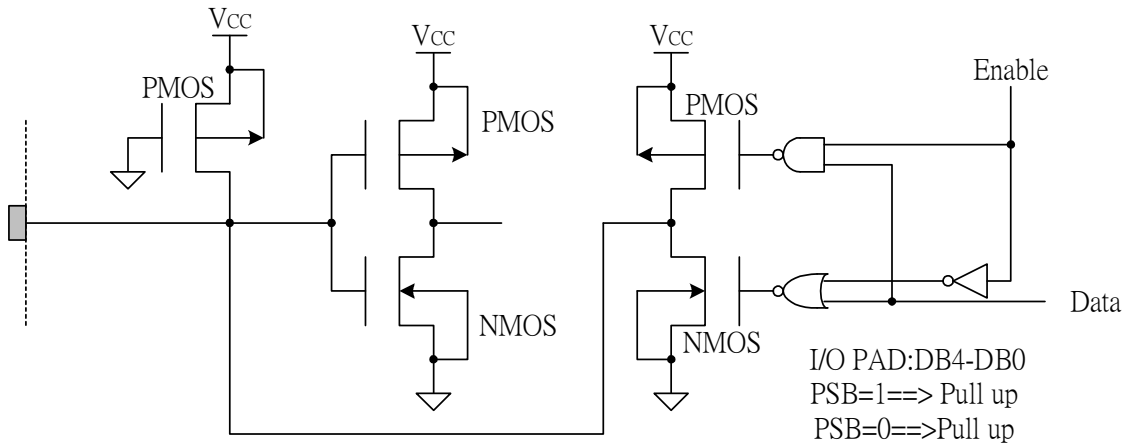 VCC
PMOS
VCC
PMOS
NMOS
VCC
PMOS
NMOS
Enable
Data
I/O PAD:DB4-DB0
PSB=1==> Pull up
PSB=0==>Pull up